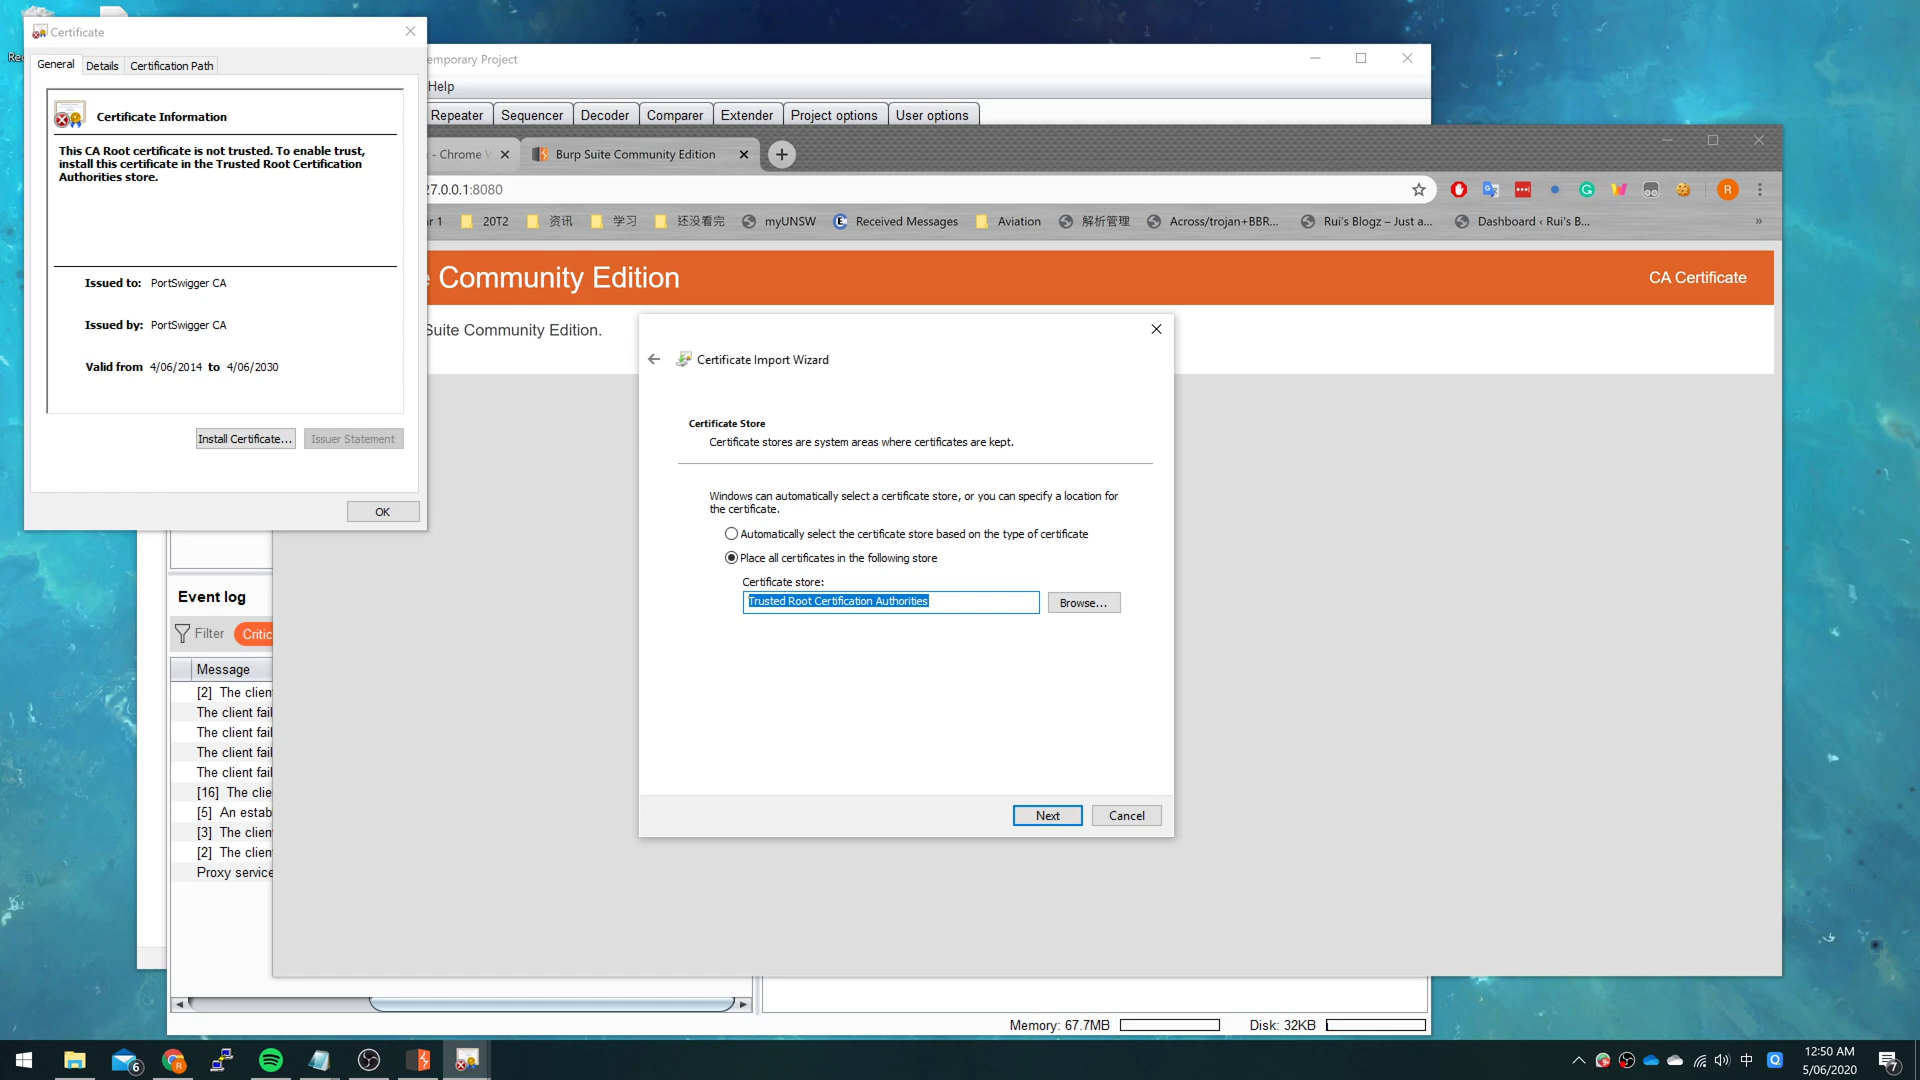 Certificate
General
Details
Certification Path
Certificate Information
This CA Root certificate is not trusted. To enable trust,
install this certificate in the Trusted Root Certification
Authorities store.
Issued to: PortSwigger CA
Issued by: PortSwigger CA
Valid from 4/06/2014 to 4/06/2030
Install Certificate...
Issuer Statement
OK
emporary Project
Help
Repeater
Sequencer
Decoder
Comparer
Extender
Project options
User options
- Chrome
Burp Suite Community Edition
27.0.0.1:8080
ar 1
20T2
资讯
学习
还没看完
myUNSW
Received Messages
Aviation
解析管理
Across/trojan+BBR...
Rui's Blogz – Just a...
Dashboard ‹ Rui's B...
»
Community Edition
CA Certificate
Suite Community Edition.
Certificate Import Wizard
Certificate Store
Certificate stores are system areas where certificates are kept.
Windows can automatically select a certificate store, or you can specify a location for
the certificate.
Automatically select the certificate store based on the type of certificate
Place all certificates in the following store
Certificate store:
Trusted Root Certification Authorities
Browse...
Next
Cancel
Event log
Filter
Critic
Message
[2] The clien
The client fail
The client fail
The client fail
The client fail
[16] The clie
[5] An estab
[3] The clien
[2] The clien
Proxy service
Memory: 67.7MB
Disk: 32KB
6
R
中
12:50 AM
5/06/2020
7